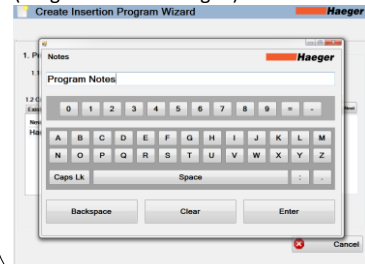 Create Insertion Program Wizard
Haeger
Notes
Haeger
Program Notes
0 1 2 3 4 5 6 7 8 9 = -
A B C D E F G H I J K L M
N O P Q R S T U V W X Y Z
Caps Lk Space : .
Backspace Clear Enter
Cancel